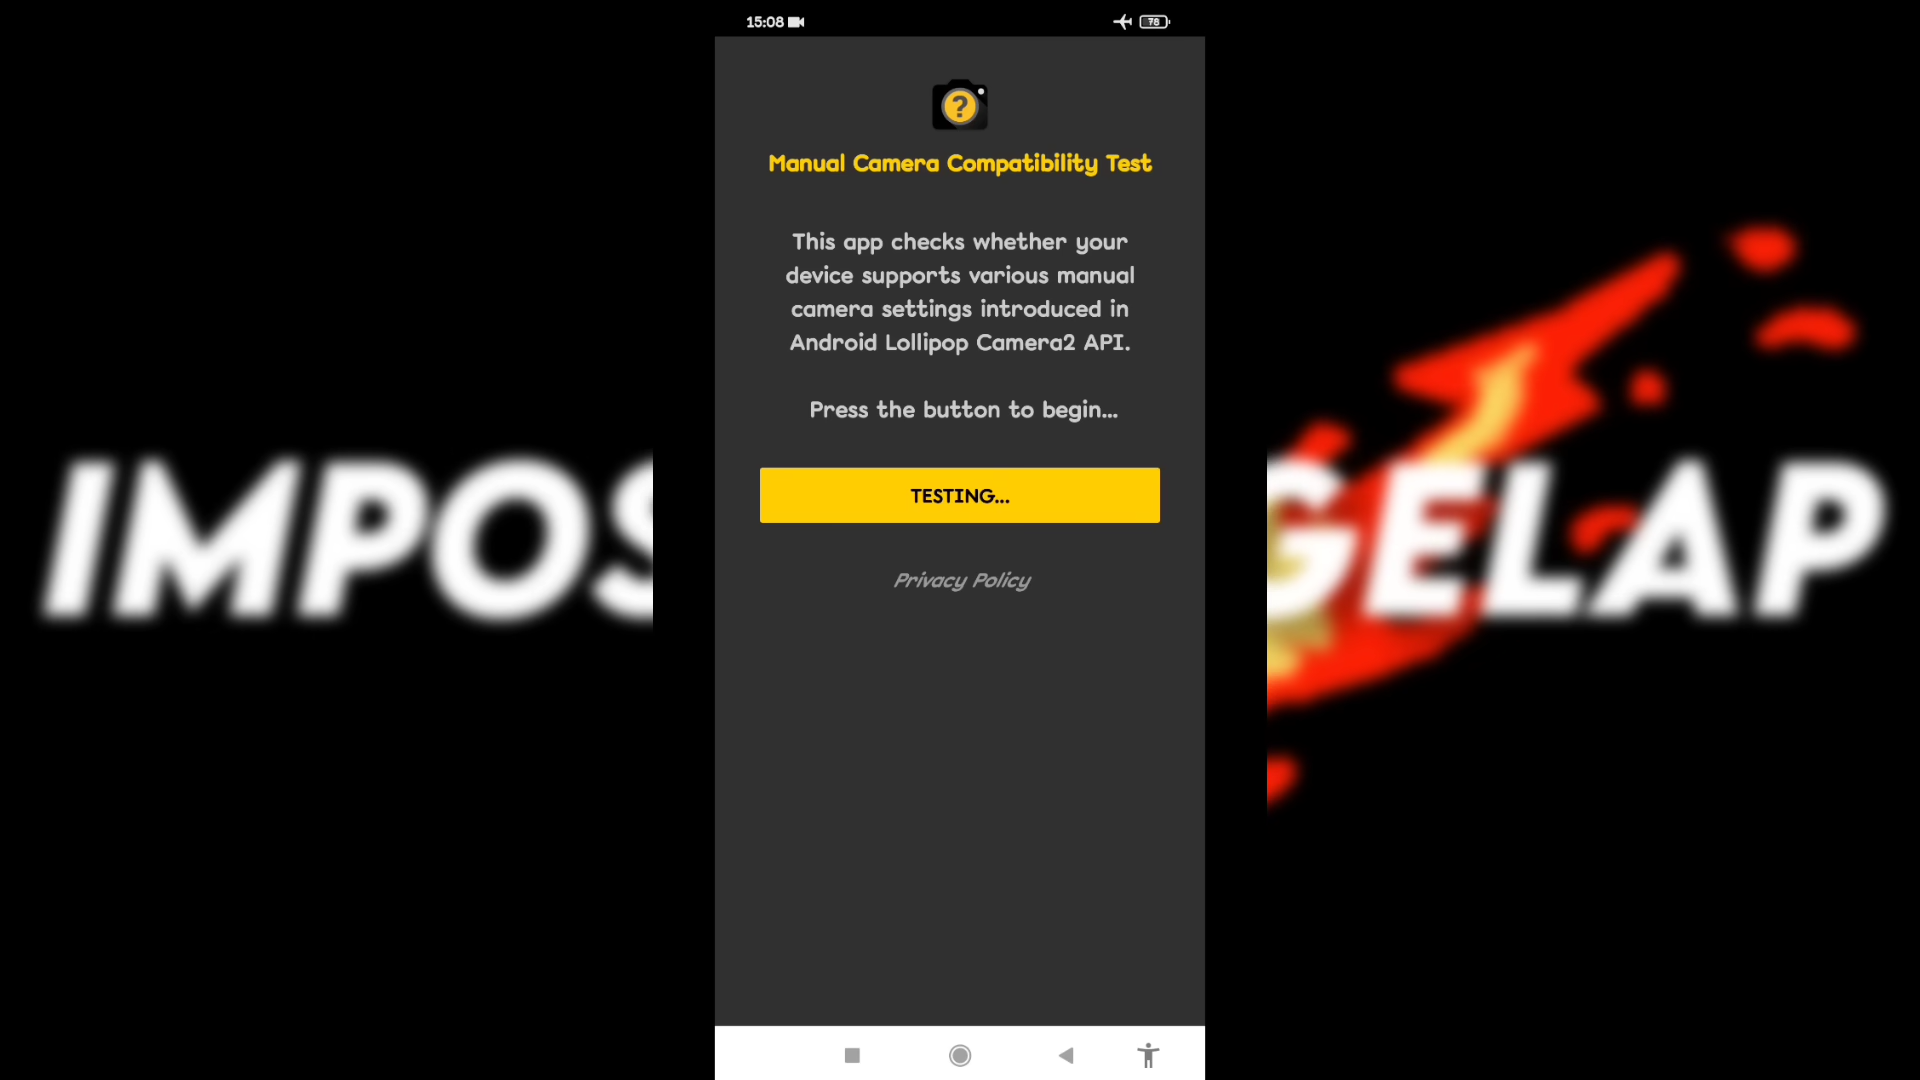 15:08
78
?
Manual Camera Compatibility Test
This app checks whether your
device supports various manual
camera settings introduced in
Android Lollipop Camera2 API.
Press the button to begin...
TESTING...
Privacy Policy
IMPOS
GELAP